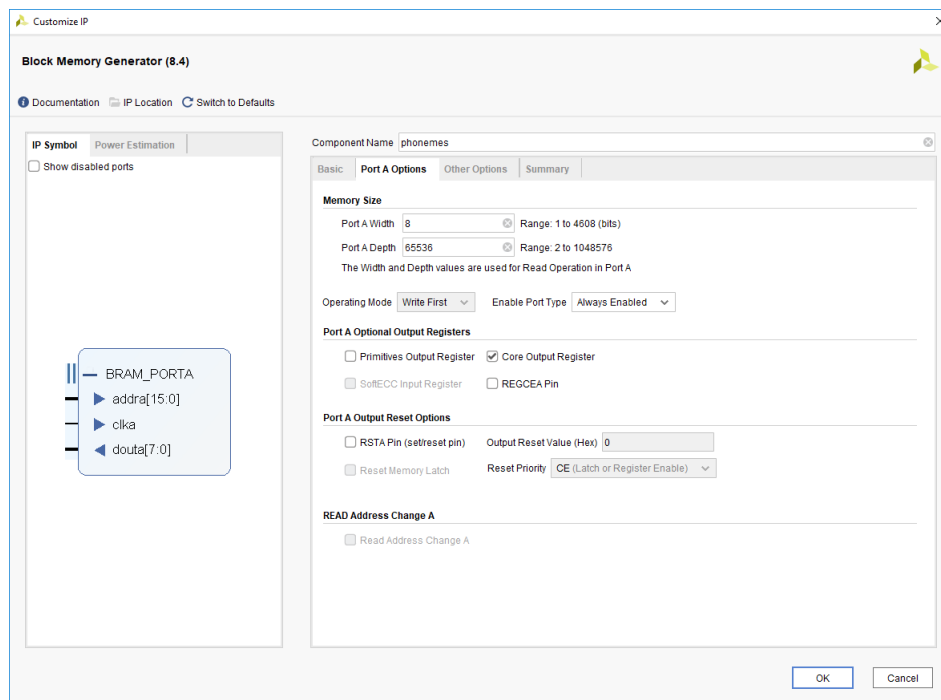 Customize IP
Block Memory Generator (8.4)
Documentation IP Location Switch to Defaults
IP Symbol Power Estimation
Show disabled ports
BRAM_PORTA
addra[15:0]
clka
douta[7:0]
Component Name phonemes
Basic Port A Options Other Options Summary
Memory Size
Port A Width 8 Range: 1 to 4608 (bits)
Port A Depth 65536 Range: 2 to 1048576
The Width and Depth values are used for Read Operation in Port A
Operating Mode Write First Enable Port Type Always Enabled
Port A Optional Output Registers
Primitives Output Register Core Output Register
SoftECC Input Register REGCEA Pin
Port A Output Reset Options
RSTA Pin (set/reset pin) Output Reset Value (Hex) 0
Reset Memory Latch Reset Priority CE (Latch or Register Enable)
READ Address Change A
Read Address Change A
OK Cancel